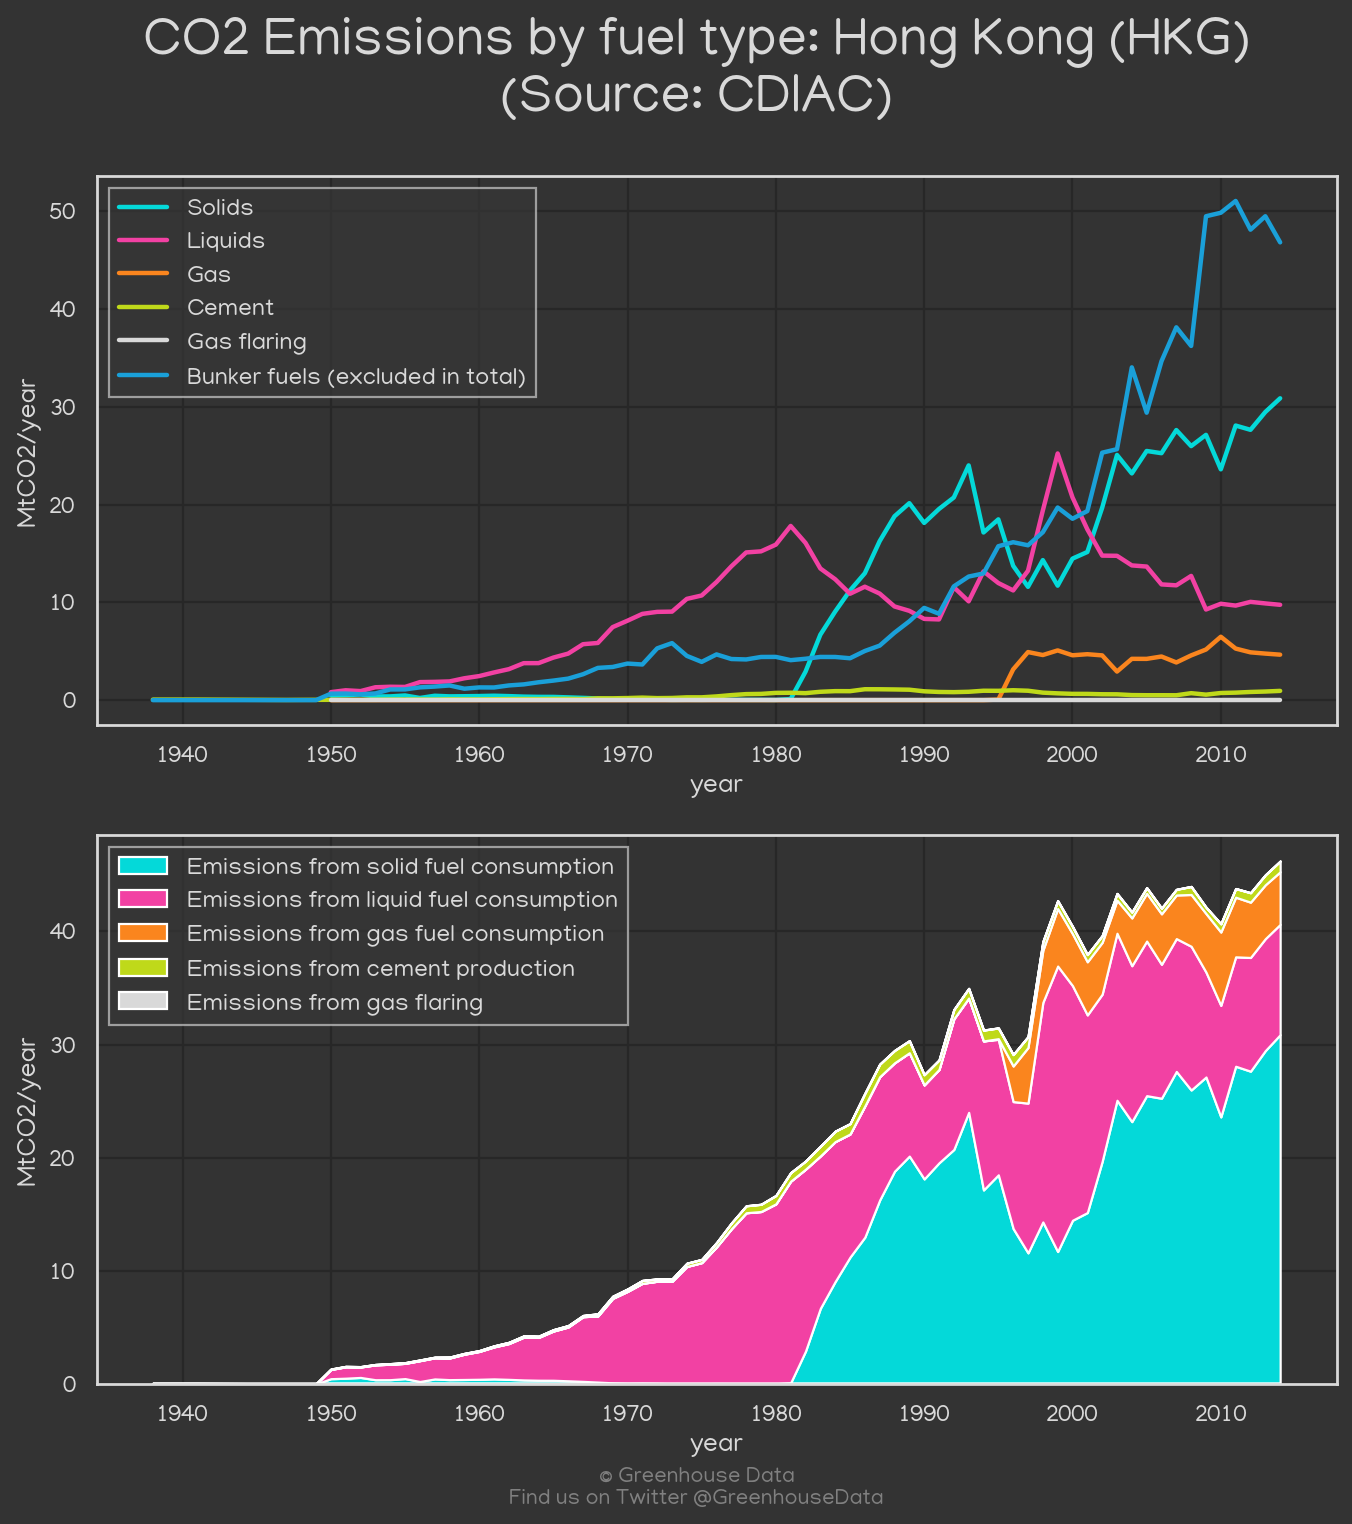 CO2 Emissions by fuel type: Hong Kong (HKG)
(Source: CDIAC)
Solids
Liquids
Gas
Cement
Gas flaring
Bunker fuels (excluded in total)
50
40
30
20
10
0
MtCO2/year
1940 1950 1960 1970 1980 1990 2000 2010
year
Emissions from solid fuel consumption
Emissions from liquid fuel consumption
Emissions from gas fuel consumption
Emissions from cement production
Emissions from gas flaring
40
30
20
10
0
MtCO2/year
1940 1950 1960 1970 1980 1990 2000 2010
year
© Greenhouse Data
Find us on Twitter @GreenhouseData